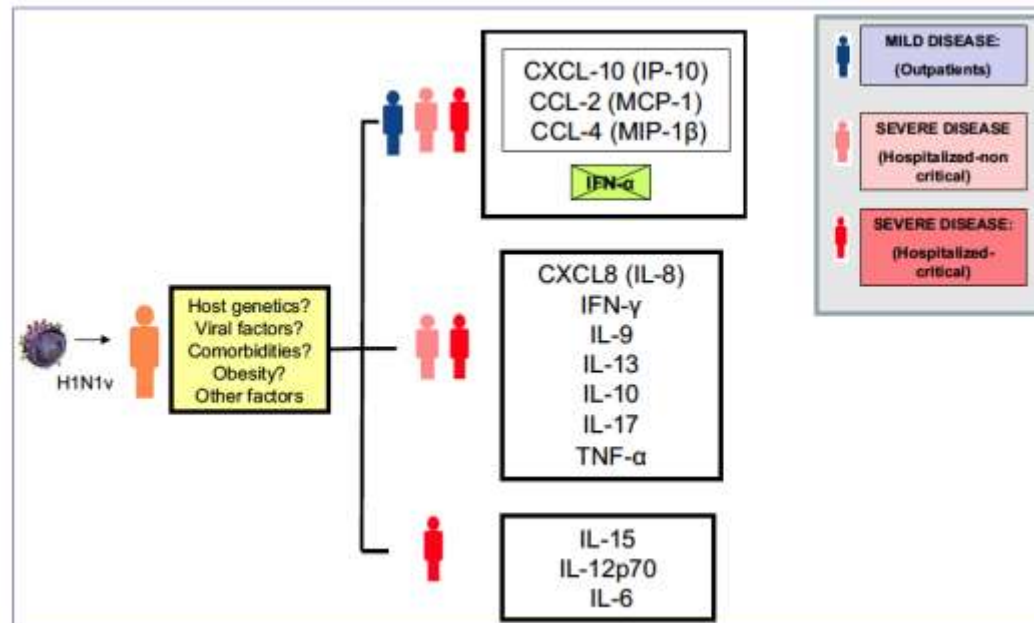 H1N1v
Host genetics?
Viral factors?
Comorbidities?
Obesity?
Other factors
CXCL-10 (IP-10)
CCL-2 (MCP-1)
CCL-4 (MIP-1β)
IFN-α
CXCL8 (IL-8)
IFN-γ
IL-9
IL-13
IL-10
IL-17
TNF-α
IL-15
IL-12p70
IL-6
MILD DISEASE:
(Outpatients)
SEVERE DISEASE
(Hospitalized-non
critical)
SEVERE DISEASE:
(Hospitalized-
critical)